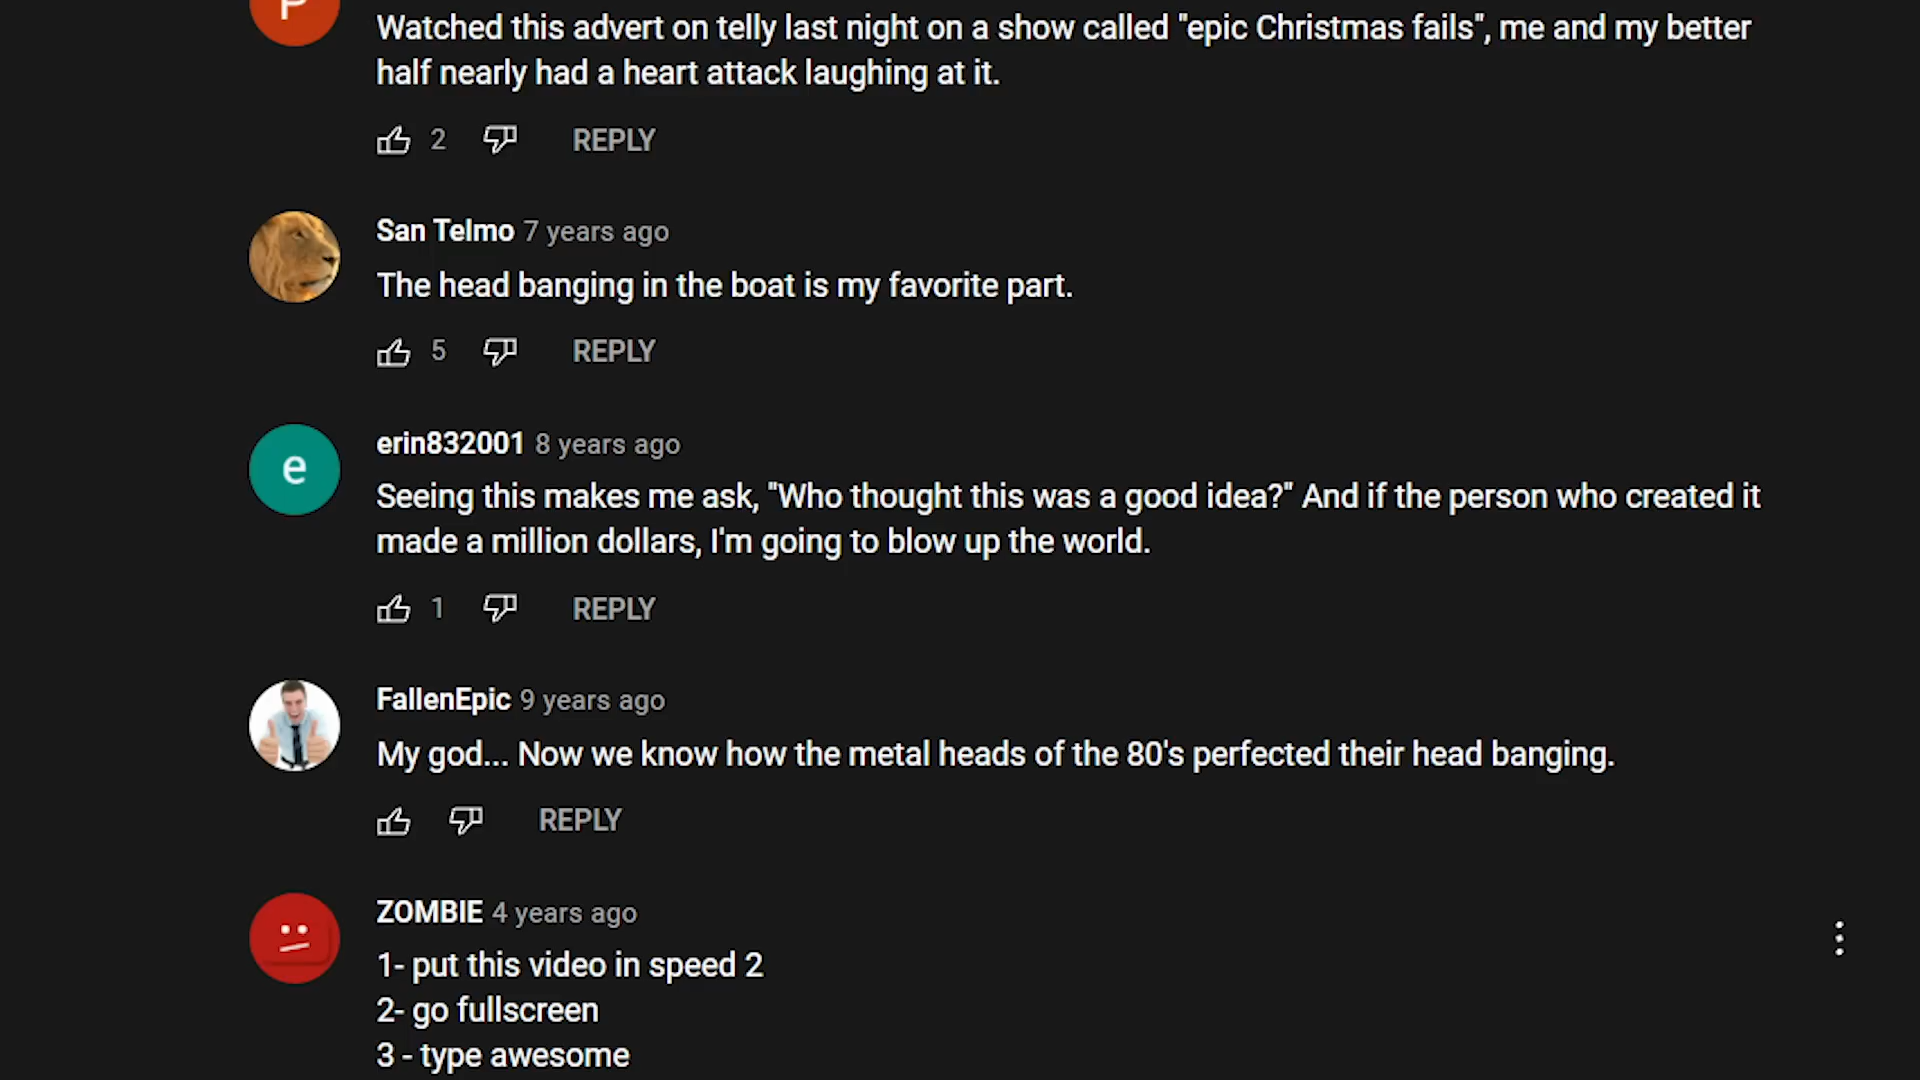 P
Watched this advert on telly last night on a show called "epic Christmas fails", me and my better
half nearly had a heart attack laughing at it.
2 REPLY
San Telmo 7 years ago
The head banging in the boat is my favorite part.
5 REPLY
e
erin832001 8 years ago
Seeing this makes me ask, "Who thought this was a good idea?" And if the person who created it
made a million dollars, I'm going to blow up the world.
1 REPLY
FallenEpic 9 years ago
My god... Now we know how the metal heads of the 80's perfected their head banging.
REPLY
ZOMBIE 4 years ago
1- put this video in speed 2
2- go fullscreen
3 - type awesome